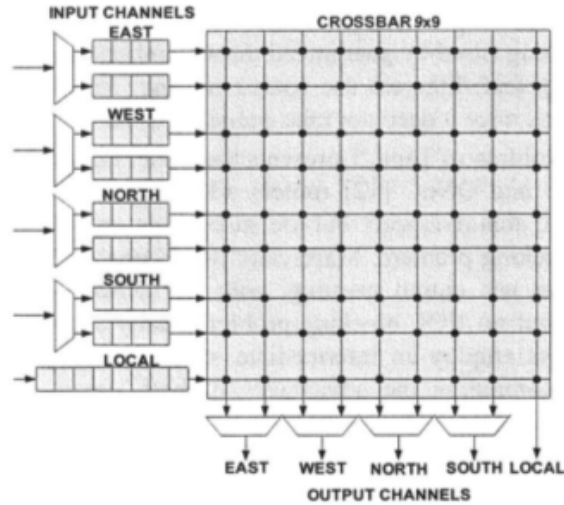 INPUT CHANNELS
CROSSBAR 9x9
EAST
WEST
NORTH
SOUTH
LOCAL
EAST WEST NORTH SOUTH LOCAL
OUTPUT CHANNELS